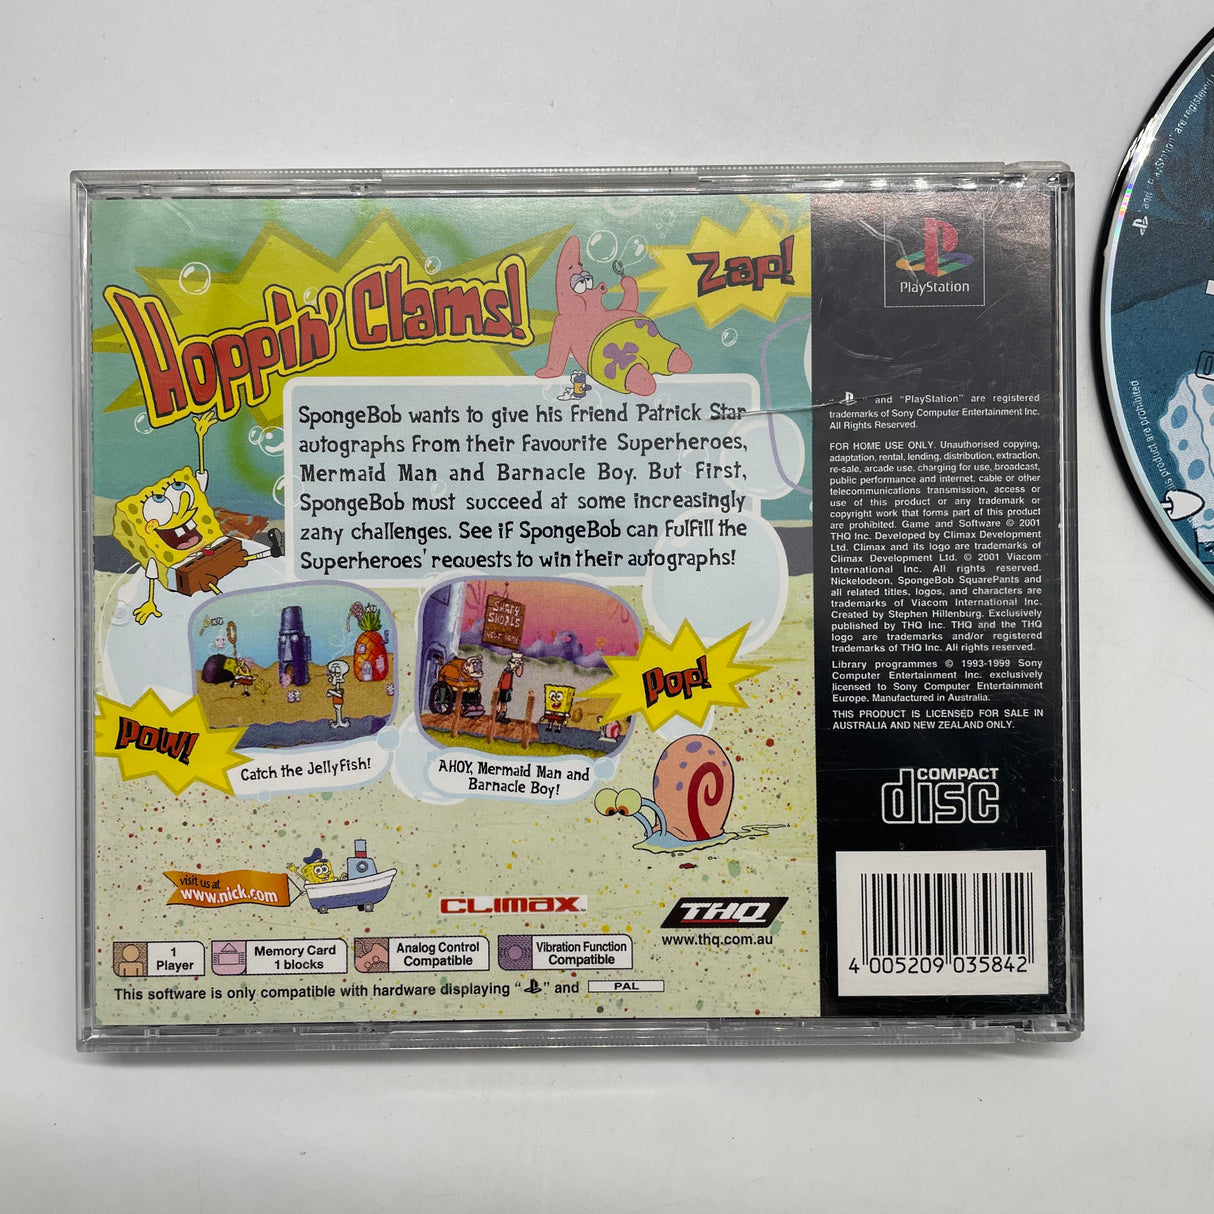 Hoppin' Clams!
Zap!
SpongeBob wants to give his friend Patrick Star
autographs from their favourite Superheroes,
Mermaid Man and Barnacle Boy. But first,
SpongeBob must succeed at some increasingly
zany challenges. See if SpongeBob can fulfill the
Superheroes' requests to win their autographs!
SHADY
SHOALS
REST HOME
POW!
Pop!
Catch the JellyFish!
AHOY, Mermaid Man and
Barnacle Boy!
visit us at
www.nick.com
CLIMAX
THQ
www.thq.com.au
1
Player
Memory Card
1 blocks
Analog Control
Compatible
Vibration Function
Compatible
This software is only compatible with hardware displaying " " and PAL
PlayStation
" " and "PlayStation" are registered
trademarks of Sony Computer Entertainment Inc.
All Rights Reserved.
FOR HOME USE ONLY. Unauthorised copying,
adaptation, rental, lending, distribution, extraction,
re-sale, arcade use, charging for use, broadcast,
public performance and internet, cable or other
telecommunications transmission, access or
use of this product or any trademark or
copyright work that forms part of this product
are prohibited. Game and Software © 2001
THQ Inc. Developed by Climax Development
Ltd. Climax and its logo are trademarks of
Climax Development Ltd. © 2001 Viacom
International Inc. All rights reserved.
Nickelodeon, SpongeBob SquarePants and
all related titles, logos, and characters are
trademarks of Viacom International Inc.
Created by Stephen Hillenburg. Exclusively
published by THQ Inc. THQ and the THQ
logo are trademarks and/or registered
trademarks of THQ Inc. All rights reserved.
Library programmes © 1993-1999 Sony
Computer Entertainment Inc. exclusively
licensed to Sony Computer Entertainment
Europe. Manufactured in Australia.
THIS PRODUCT IS LICENSED FOR SALE IN
AUSTRALIA AND NEW ZEALAND ONLY.
COMPACT
disc
4 005209 035842
and "PlayStation" are registered
product are prohibited